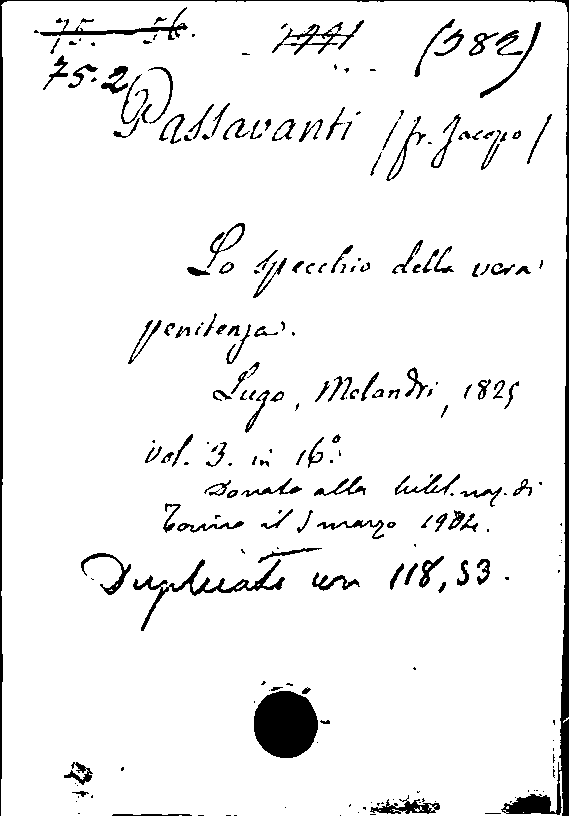 75. 56. 7771 (382)
75.2
Passavanti /fr. Jacopo/
Lo specchio della vera
penitenza.
Lugo, Melandri, 1825
vol. 3. in 16°.
Donato alla bibl. naz. di
Torino il 5 marzo 1904.
Duplicato con 118,53.